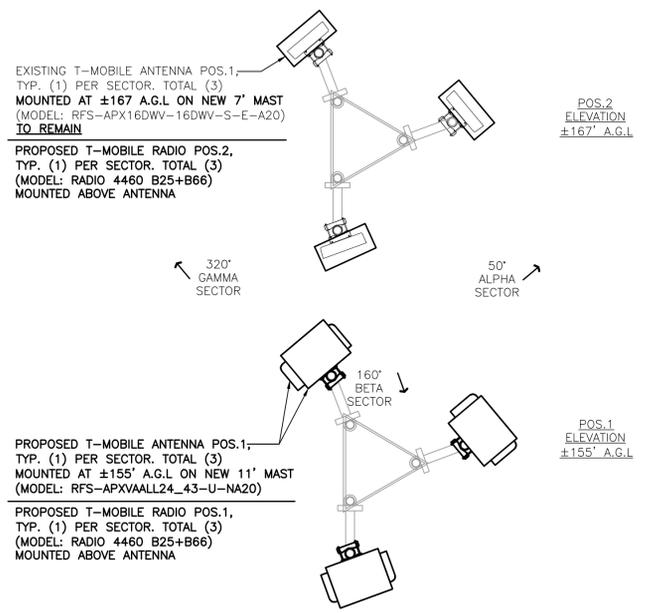 EXISTING T-MOBILE ANTENNA POS.1,
TYP. (1) PER SECTOR. TOTAL (3)
MOUNTED AT ±167 A.G.L ON NEW 7' MAST
(MODEL: RFS-APX16DWV-16DWV-S-E-A20)
TO REMAIN
PROPOSED T-MOBILE RADIO POS.2,
TYP. (1) PER SECTOR. TOTAL (3)
(MODEL: RADIO 4460 B25+B66)
MOUNTED ABOVE ANTENNA
POS.2
ELEVATION
±167' A.G.L
320°
GAMMA
SECTOR
50°
ALPHA
SECTOR
160°
BETA
SECTOR
PROPOSED T-MOBILE ANTENNA POS.1,
TYP. (1) PER SECTOR. TOTAL (3)
MOUNTED AT ±155' A.G.L ON NEW 11' MAST
(MODEL: RFS-APXVAALL24_43-U-NA20)
PROPOSED T-MOBILE RADIO POS.1,
TYP. (1) PER SECTOR. TOTAL (3)
(MODEL: RADIO 4460 B25+B66)
MOUNTED ABOVE ANTENNA
POS.1
ELEVATION
±155' A.G.L